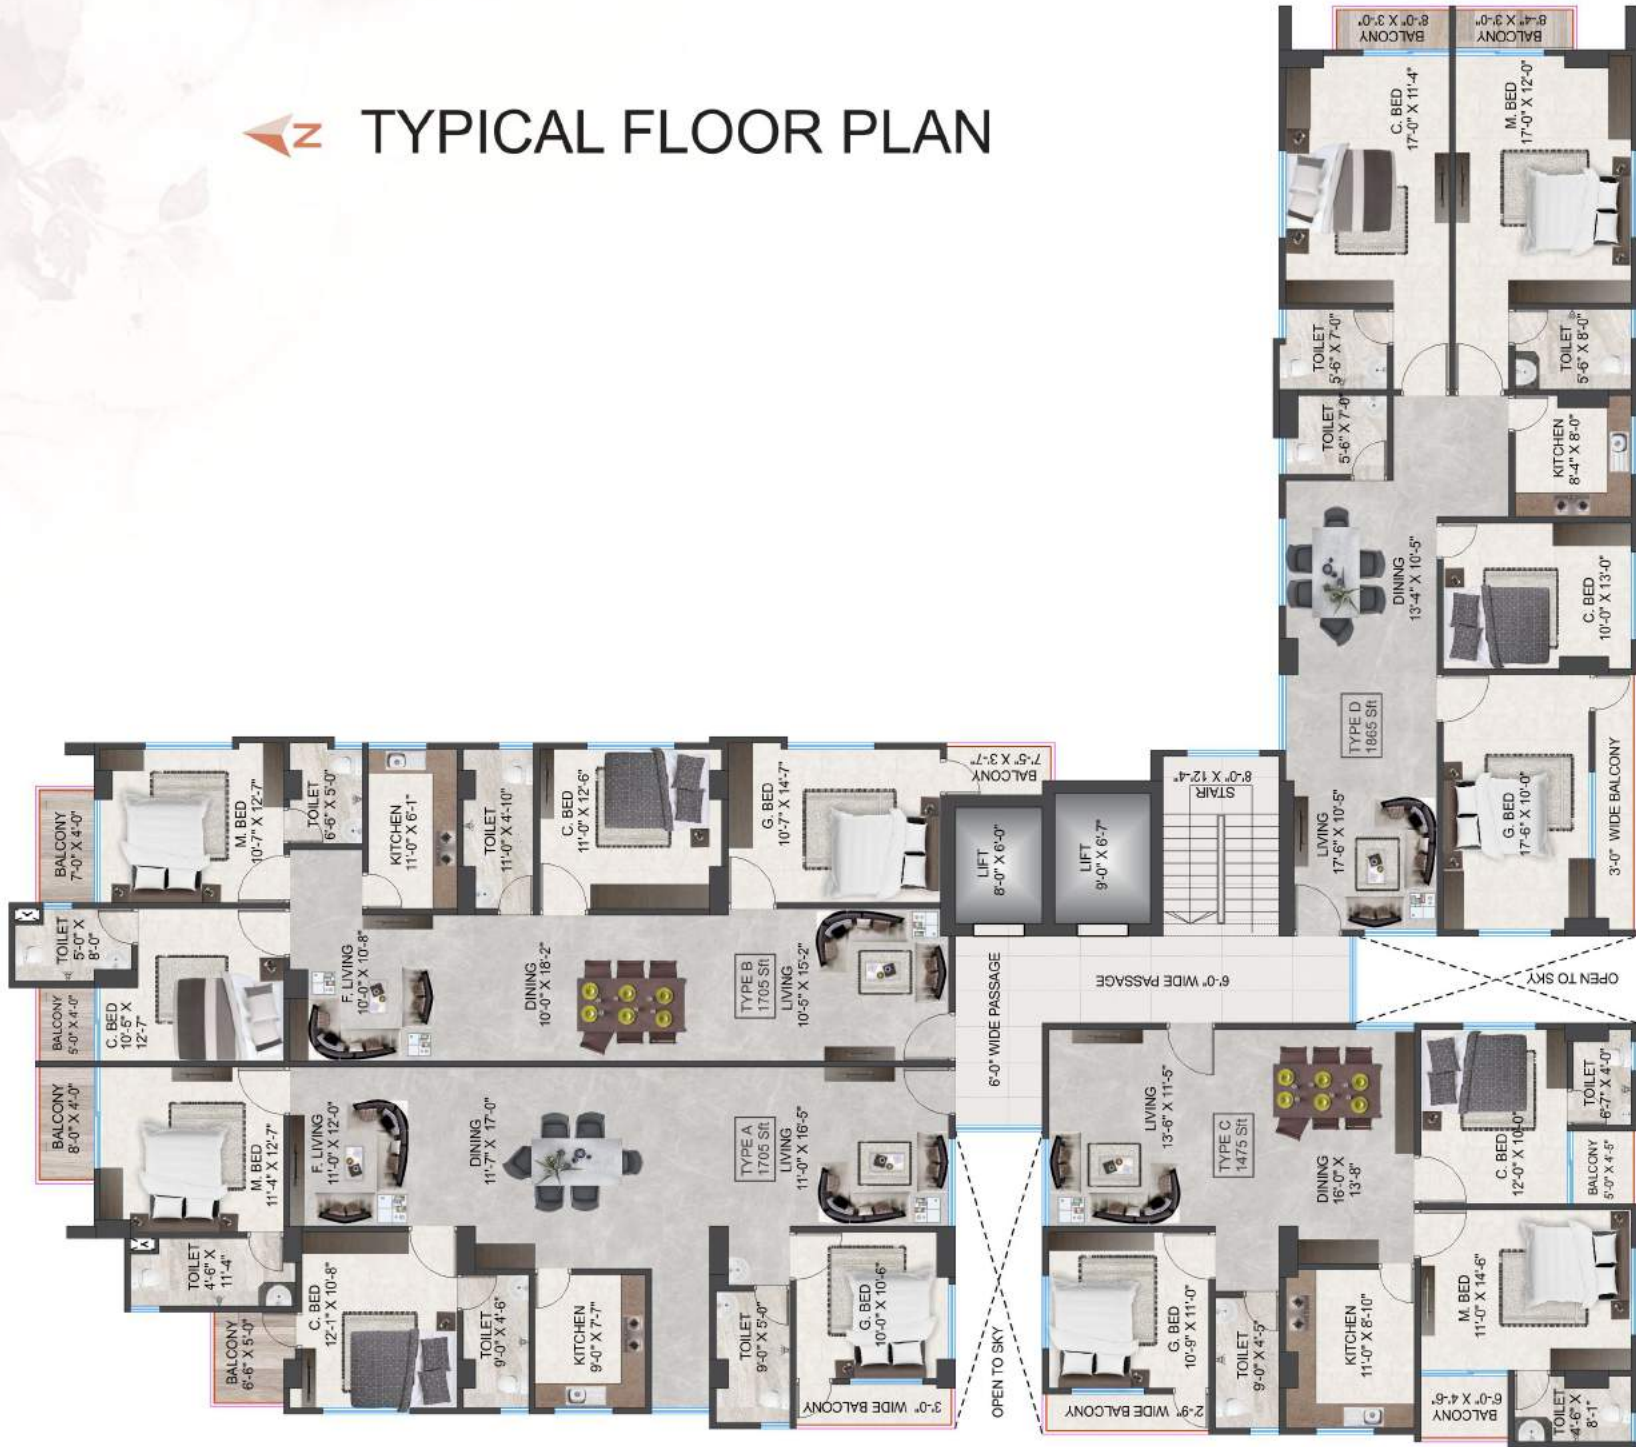 Z
TYPICAL FLOOR PLAN
BALCONY
8'-0" X 3'-0"
BALCONY
8'-4" X 3'-0"
C. BED
17'-0" X 11'-4"
M. BED
17'-0" X 12'-0"
TOILET
5'-6" X 7'-0"
TOILET
5'-6" X 8'-0"
TOILET
5'-6" X 7'-0"
KITCHEN
8'-4" X 8'-0"
DINING
13'-4" X 10'-5"
C. BED
10'-0" X 13'-0"
TYPE D
1865 Sft
LIVING
17'-6" X 10'-5"
G. BED
17'-6" X 10'-0"
3'-0" WIDE BALCONY
OPEN TO SKY
BALCONY
7'-0" X 4'-0"
M. BED
10'-7" X 12'-7"
TOILET
6'-6" X 5'-0"
KITCHEN
11'-0" X 6'-1"
TOILET
11'-0" X 4'-10"
C. BED
11'-0" X 12'-6"
G. BED
10'-7" X 14'-7"
BALCONY
7'-5" X 3'-7"
LIFT
8'-0" X 6'-0"
LIFT
9'-0" X 6'-7"
STAIR
8'-0" X 12'-4"
TOILET
5'-0" X
8'-0"
BALCONY
5'-0" X 4'-0"
C. BED
10'-5" X
12'-7"
F. LIVING
10'-0" X 10'-8"
DINING
10'-0" X 18'-2"
TYPE B
1705 Sft
LIVING
10'-5" X 15'-2"
6'-0" WIDE PASSAGE
6'-0" WIDE PASSAGE
BALCONY
8'-0" X 4'-0"
M. BED
11'-4" X 12'-7"
F. LIVING
11'-0" X 12'-0"
DINING
11'-7" X 17'-0"
TYPE A
1705 Sft
LIVING
11'-0" X 16'-5"
TOILET
4'-6" X
11'-4"
BALCONY
6'-6" X 5'-0"
C. BED
12'-1" X 10'-8"
TOILET
9'-0" X 4'-6"
KITCHEN
9'-0" X 7'-7"
TOILET
9'-0" X 5'-0"
G. BED
10'-0" X 10'-6"
3'-0" WIDE BALCONY
OPEN TO SKY
LIVING
13'-6" X 11'-5"
TYPE C
1475 Sft
DINING
16'-0" X
13'-8"
C. BED
12'-0" X 10'-0"
TOILET
6'-7" X 4'-0"
BALCONY
5'-0" X 4'-5"
G. BED
10'-9" X 11'-0"
2'-9" WIDE BALCONY
TOILET
9'-0" X 4'-5"
KITCHEN
11'-0" X 8'-10"
M. BED
11'-0" X 14'-6"
BALCONY
6'-0" X 4'-6"
TOILET
4'-6" X
8'-1"